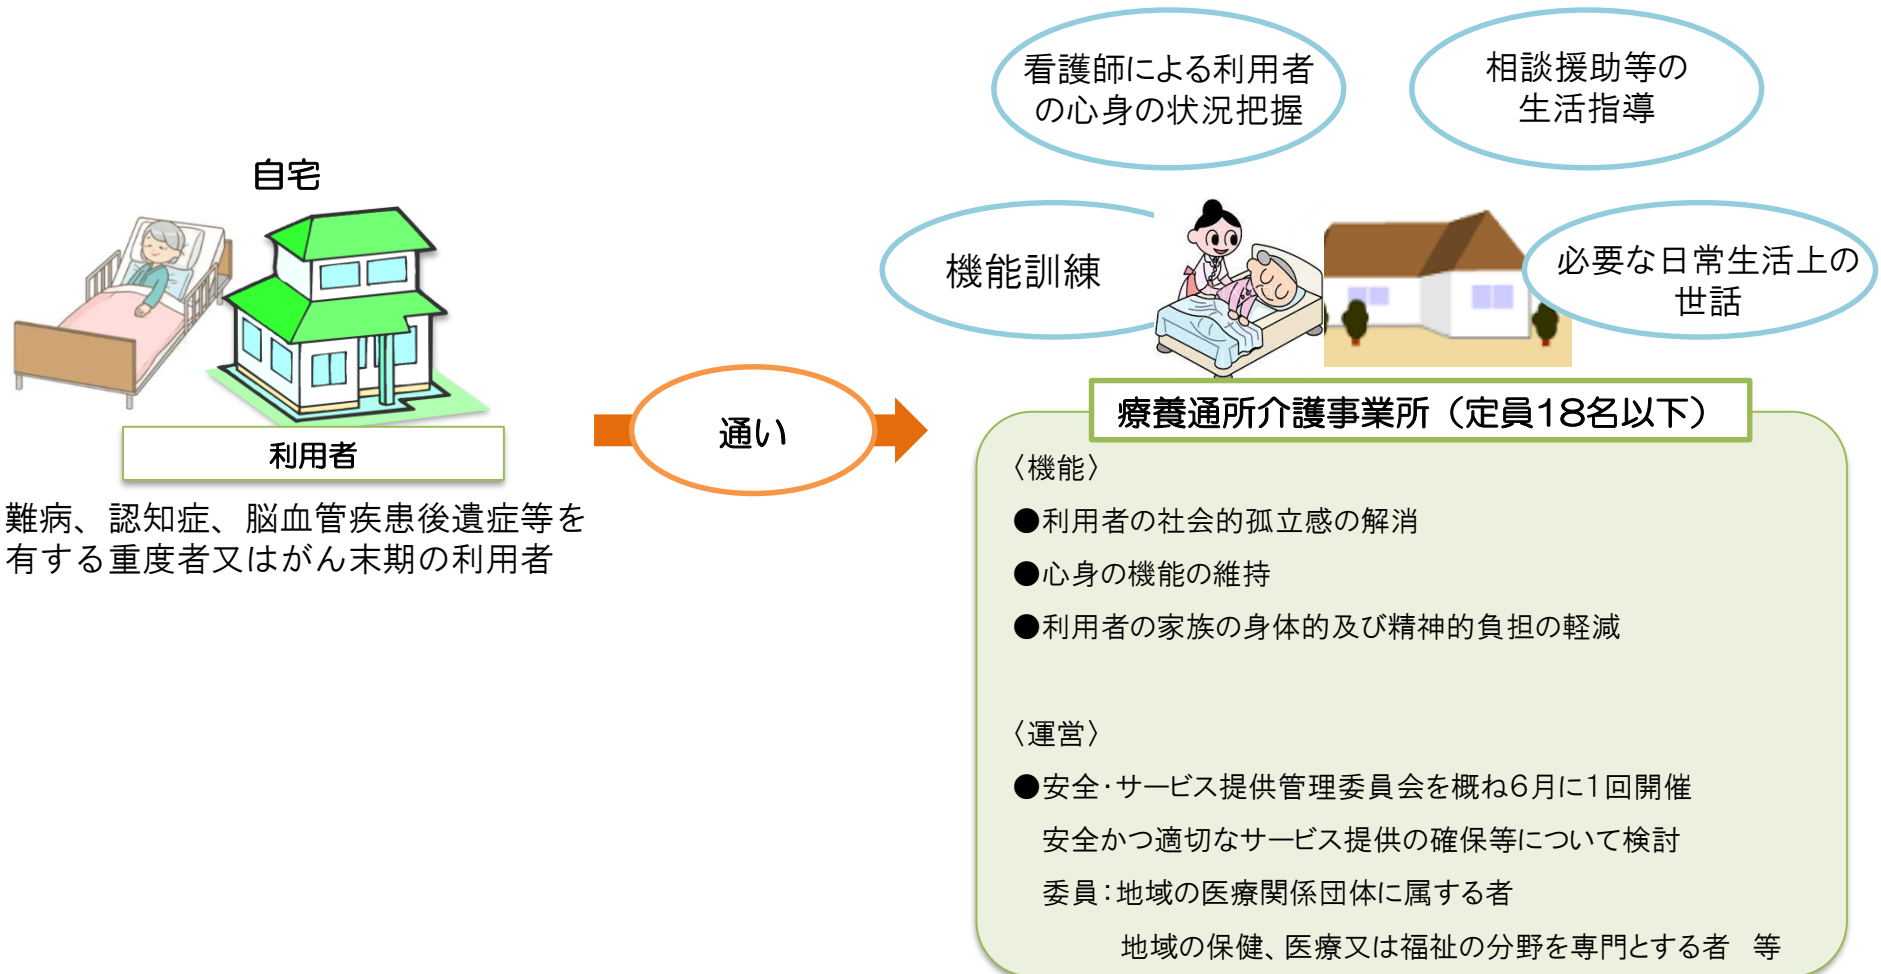 自宅
利用者
難病、認知症、脳血管疾患後遺症等を
有する重度者又はがん末期の利用者
通い
看護師による利用者
の心身の状況把握
相談援助等の
生活指導
機能訓練
必要な日常生活上の
世話
療養通所介護事業所（定員18名以下）
〈機能〉
●利用者の社会的孤立感の解消
●心身の機能の維持
●利用者の家族の身体的及び精神的負担の軽減
〈運営〉
●安全・サービス提供管理委員会を概ね6月に1回開催
安全かつ適切なサービス提供の確保等について検討
委員：地域の医療関係団体に属する者
地域の保健、医療又は福祉の分野を専門とする者　等